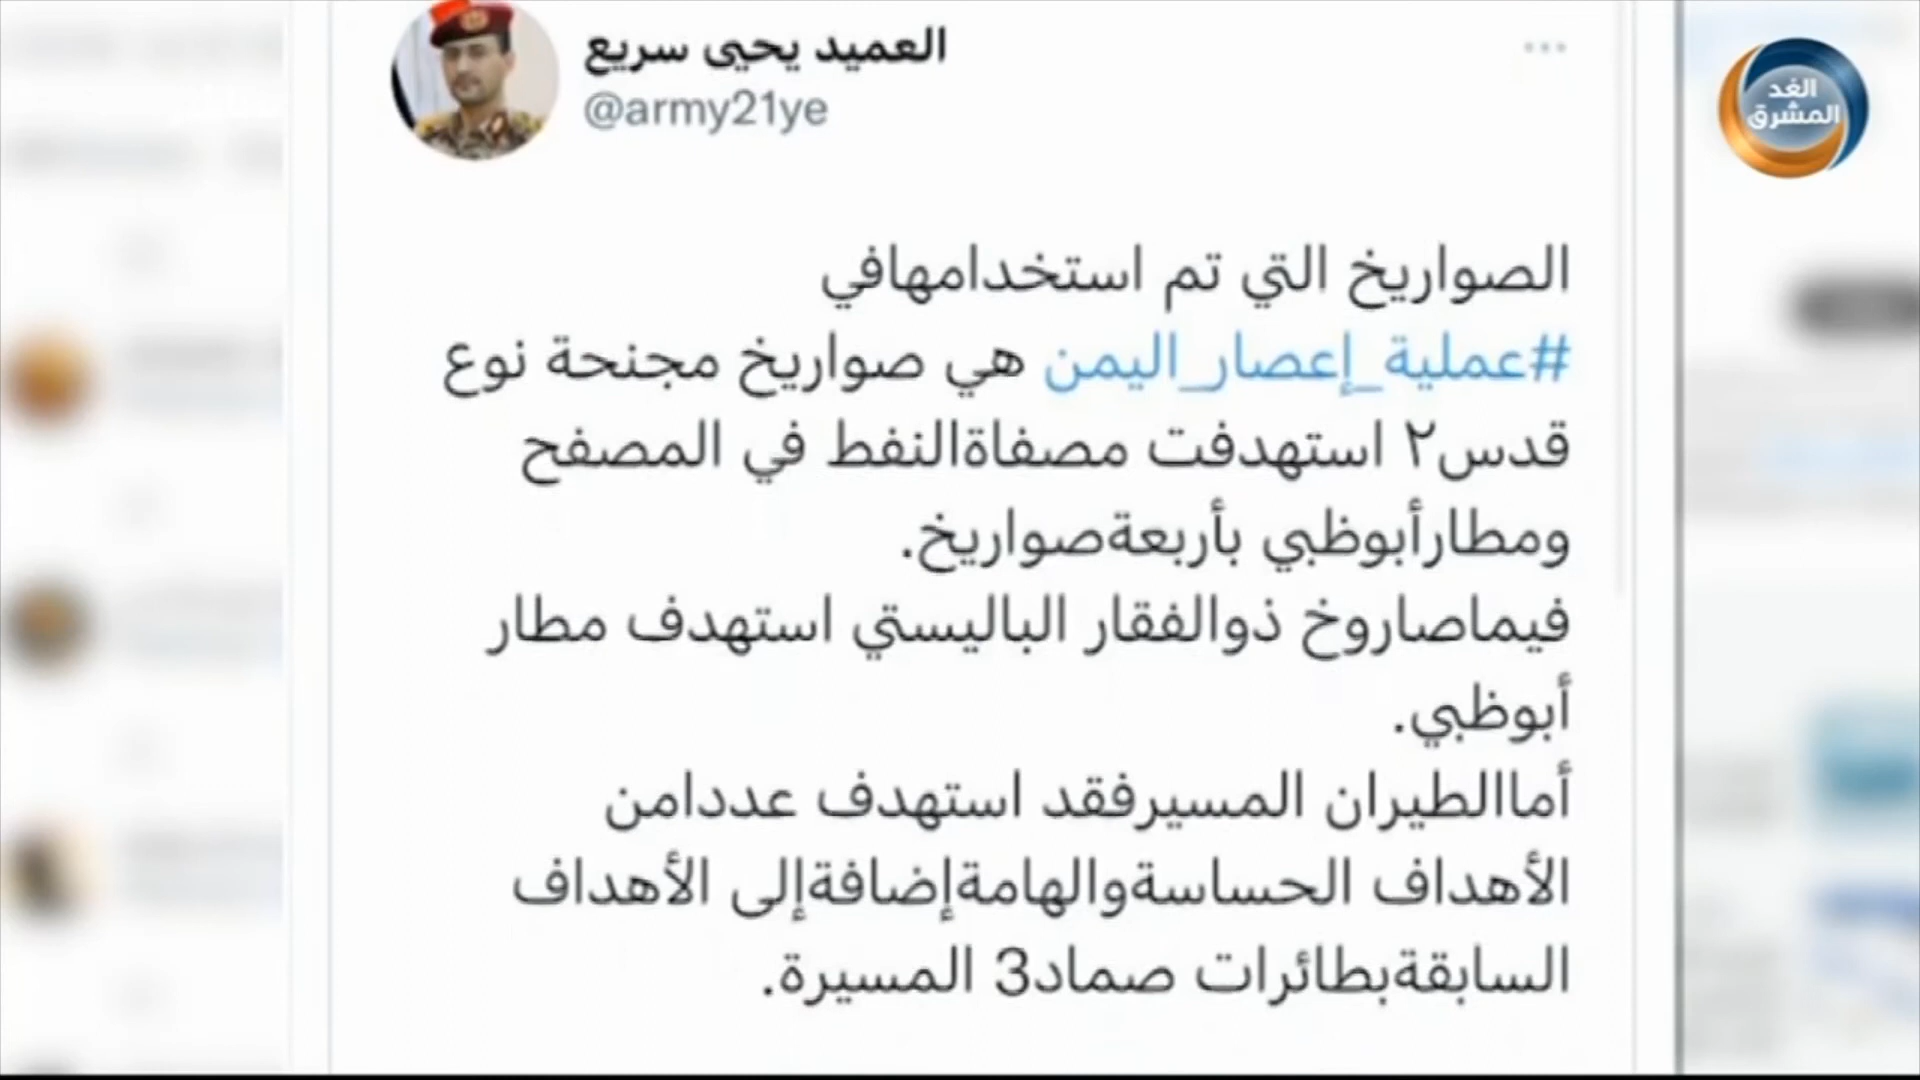 العميد يحيى سريع
@army21ye
الغد
المشرق
الصواريخ التي تم استخدامهافي
#عملية_إعصار_اليمن هي صواريخ مجنحة نوع
قدس٢ استهدفت مصفاةالنفط في المصفح
ومطارأبوظبي بأربعةصواريخ.
فيماصاروخ ذوالفقار الباليستي استهدف مطار
أبوظبي.
أماالطيران المسيرفقد استهدف عددامن
الأهداف الحساسةوالهامةإضافةإلى الأهداف
السابقةبطائرات صماد3 المسيرة.